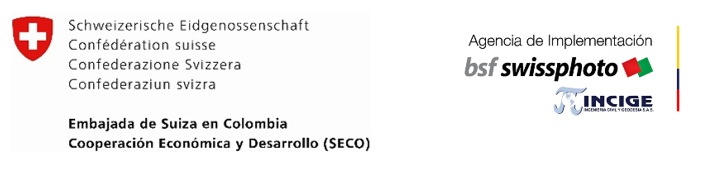 Schweizerische Eidgenossenschaft
Confédération suisse
Confederazione Svizzera
Confederaziun svizra
Embajada de Suiza en Colombia
Cooperación Económica y Desarrollo (SECO)
Agencia de Implementación
bsf swissphoto
INCIGE
INGENIERIA CIVIL Y GEODESIA S.A.S.